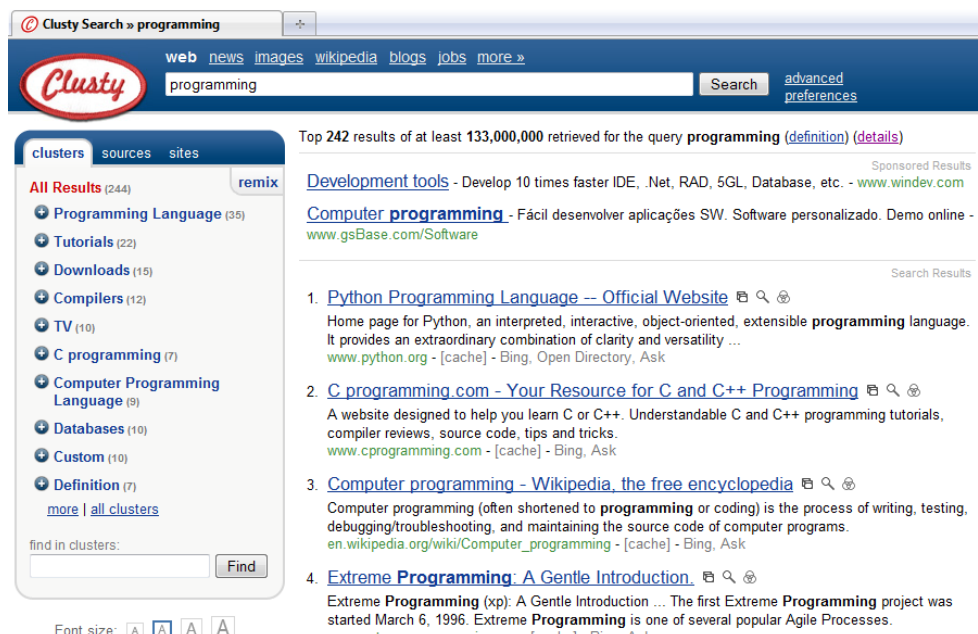 Clusty Search » programming
web news images wikipedia blogs jobs more »
Clusty
programming
Search
advanced
preferences
clusters sources sites
remix
All Results (244)
Programming Language (35)
Tutorials (22)
Downloads (15)
Compilers (12)
TV (10)
C programming (7)
Computer Programming
Language (9)
Databases (10)
Custom (10)
Definition (7)
more | all clusters
find in clusters:
Find
Font size: A A A A
Top 242 results of at least 133,000,000 retrieved for the query programming (definition) (details)
Sponsored Results
Development tools - Develop 10 times faster IDE, .Net, RAD, 5GL, Database, etc. - www.windev.com
Computer programming - Fácil desenvolver aplicações SW. Software personalizado. Demo online -
www.gsBase.com/Software
Search Results
1. Python Programming Language -- Official Website
Home page for Python, an interpreted, interactive, object-oriented, extensible programming language.
It provides an extraordinary combination of clarity and versatility ...
www.python.org - [cache] - Bing, Open Directory, Ask
2. C programming.com - Your Resource for C and C++ Programming
A website designed to help you learn C or C++. Understandable C and C++ programming tutorials,
compiler reviews, source code, tips and tricks.
www.cprogramming.com - [cache] - Bing, Ask
3. Computer programming - Wikipedia, the free encyclopedia
Computer programming (often shortened to programming or coding) is the process of writing, testing,
debugging/troubleshooting, and maintaining the source code of computer programs.
en.wikipedia.org/wiki/Computer_programming - [cache] - Bing, Ask
4. Extreme Programming: A Gentle Introduction.
Extreme Programming (xp): A Gentle Introduction ... The first Extreme Programming project was
started March 6, 1996. Extreme Programming is one of several popular Agile Processes.